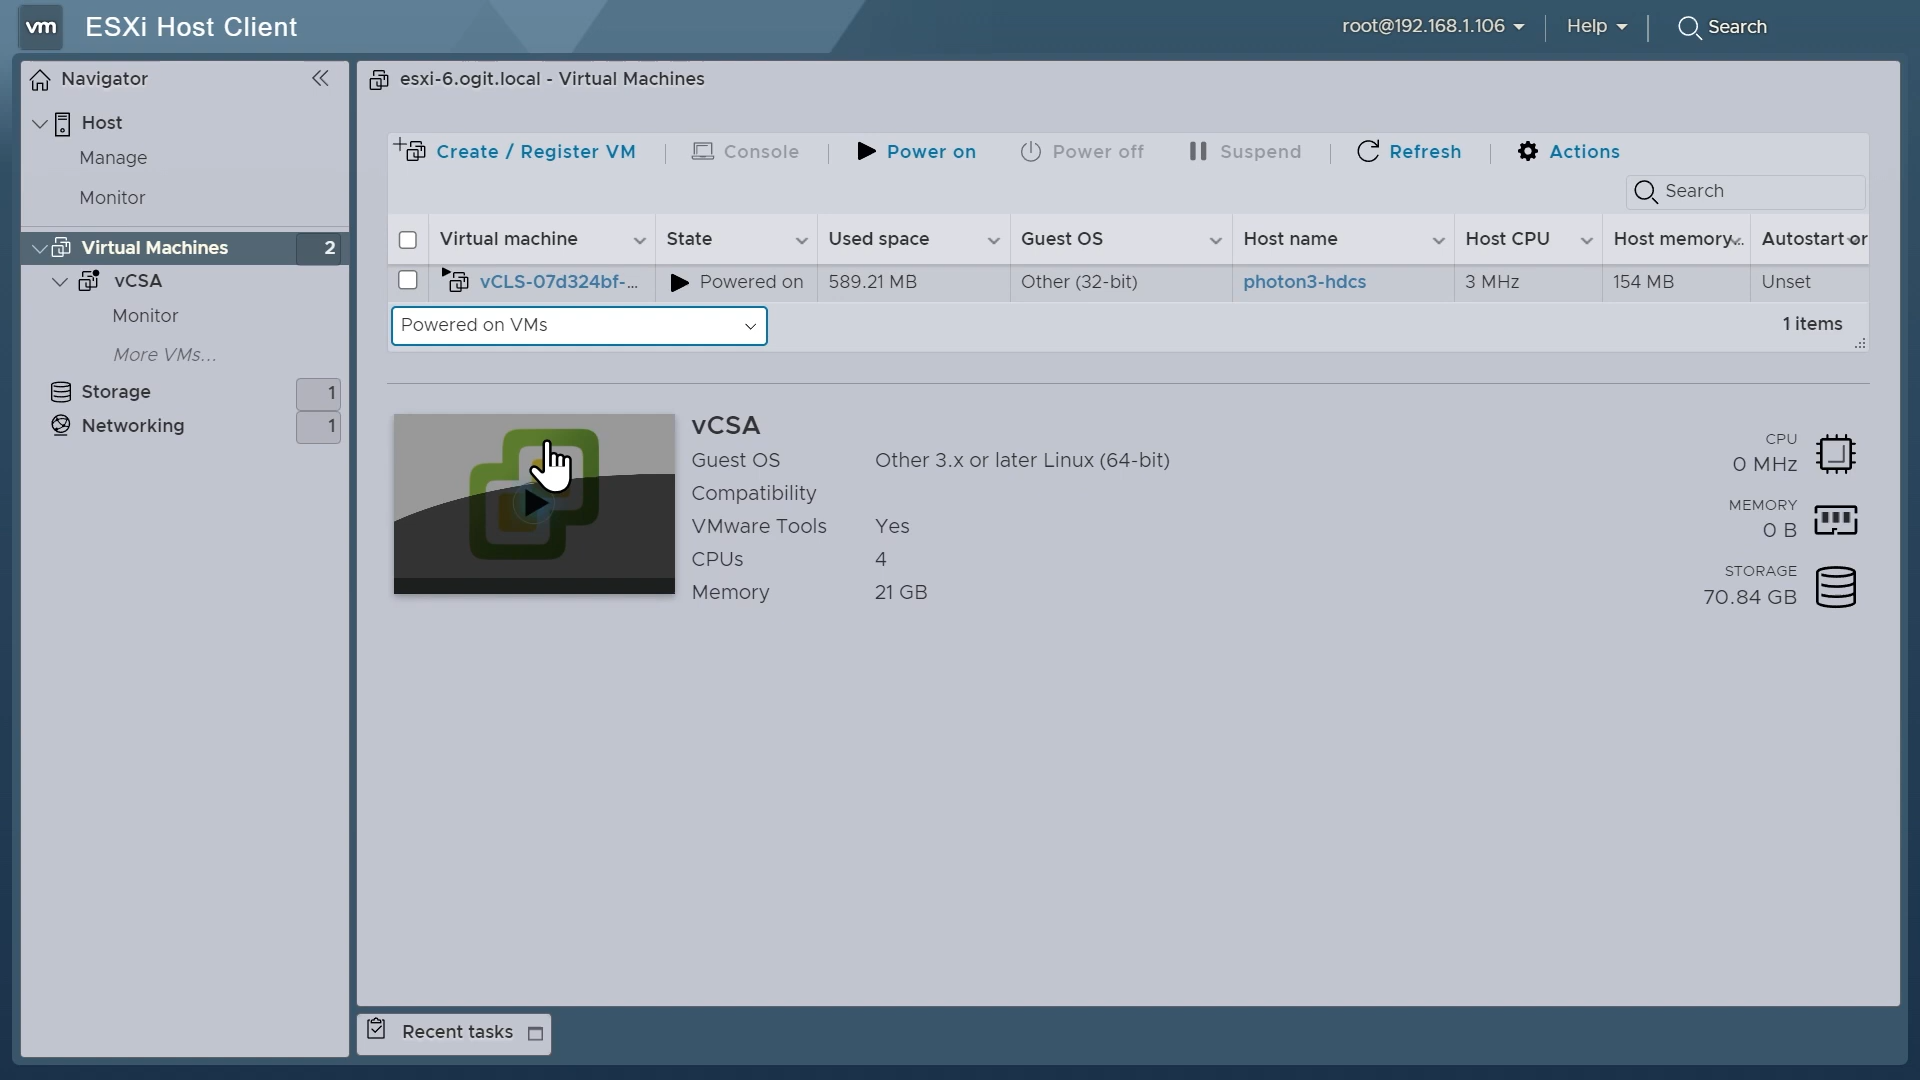 vm ESXi Host Client root@192.168.1.106 Help Search
Navigator
Host
Manage
Monitor
Virtual Machines 2
vCSA
Monitor
More VMs...
Storage 1
Networking 1
esxi-6.ogit.local - Virtual Machines
Create / Register VM Console Power on Power off Suspend Refresh Actions
Search
Virtual machine State Used space Guest OS Host name Host CPU Host memory... Autostart or
vCLS-07d324bf-... Powered on 589.21 MB Other (32-bit) photon3-hdcs 3 MHz 154 MB Unset
Powered on VMs 1 items
vCSA
Guest OS Other 3.x or later Linux (64-bit)
Compatibility
VMware Tools Yes
CPUs 4
Memory 21 GB
CPU
0 MHz
MEMORY
0 B
STORAGE
70.84 GB
Recent tasks